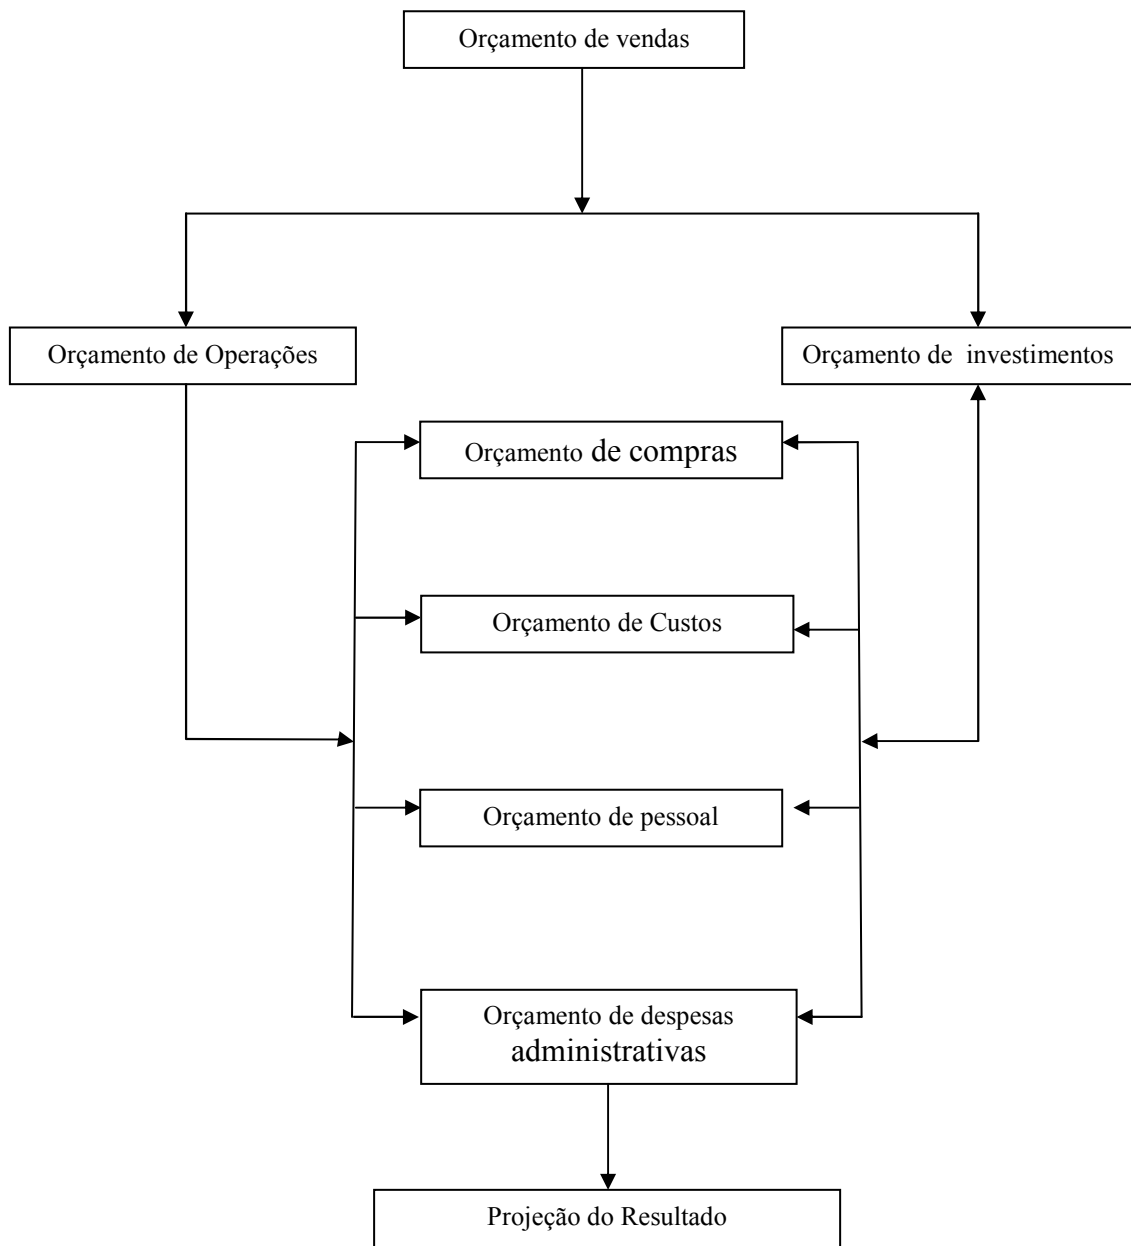 Orçamento de vendas
Orçamento de Operações
Orçamento de investimentos
Orçamento de compras
Orçamento de Custos
Orçamento de pessoal
Orçamento de despesas
administrativas
Projeção do Resultado